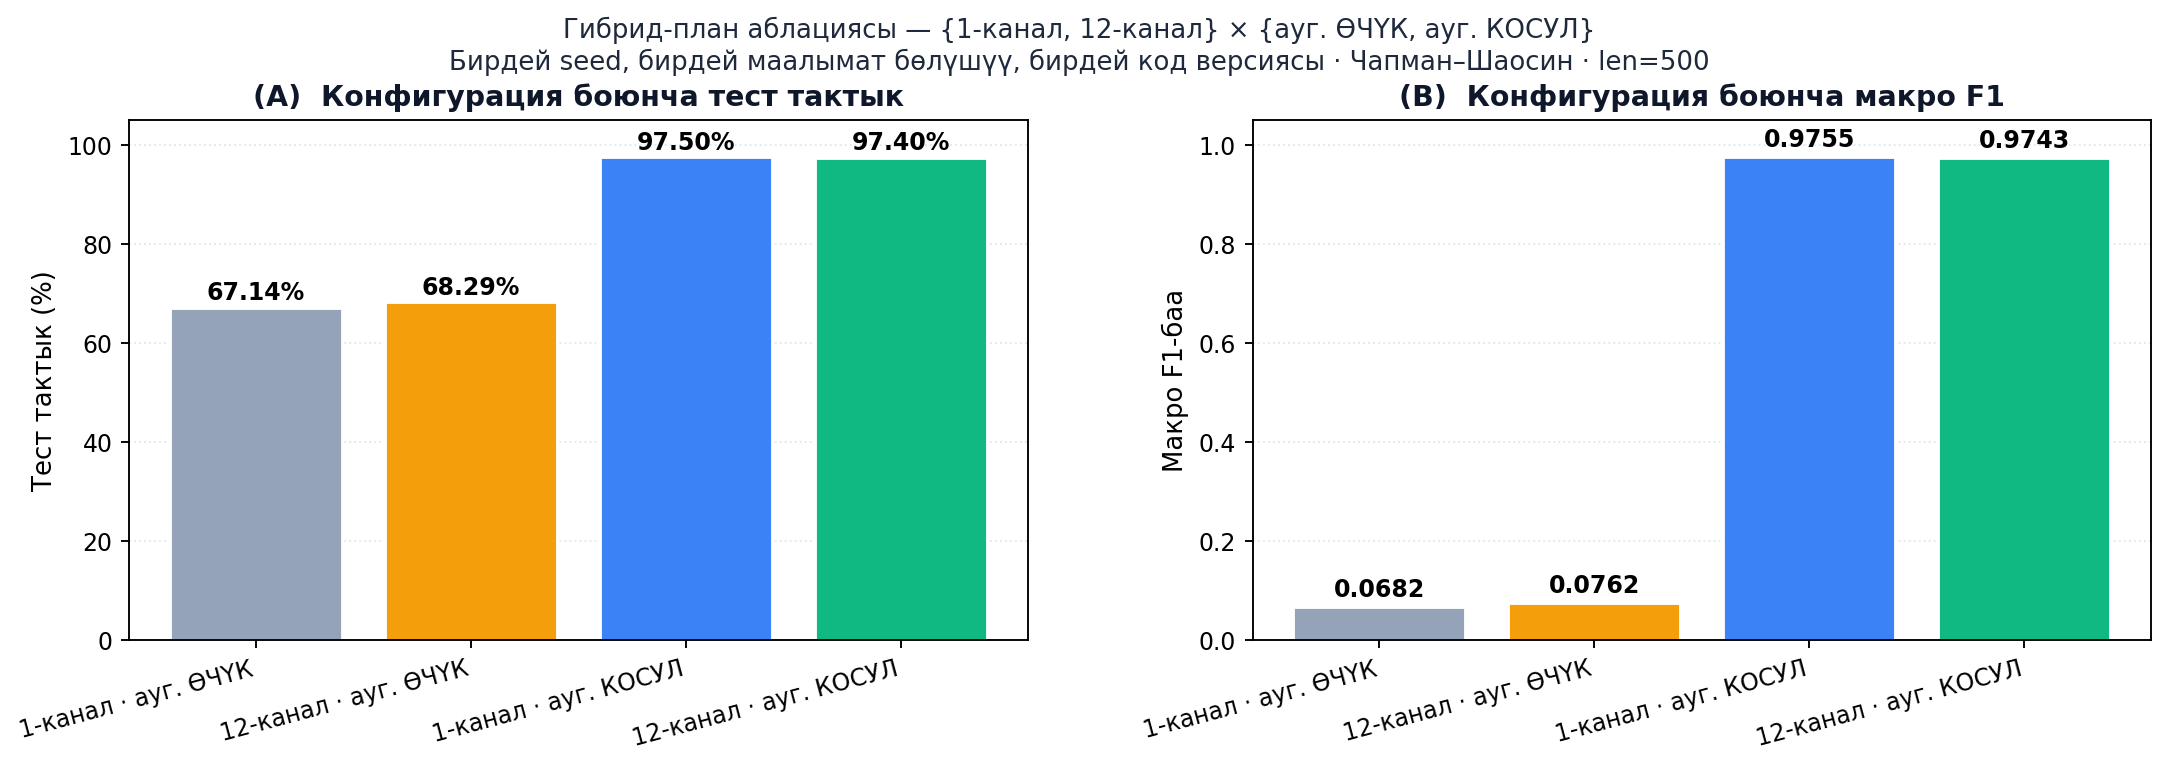 Гибрид-план аблациясы — {1-канал, 12-канал} × {ауг. ӨЧҮК, ауг. КОСУЛ}
Бирдей seed, бирдей маалымат бөлүшүү, бирдей код версиясы · Чапман–Шаосин · len=500
(A) Конфигурация боюнча тест тактык
Тест тактык (%)
100
80
60
40
20
0
67.14%
68.29%
97.50%
97.40%
1-канал · ауг. ӨЧҮК
12-канал · ауг. ӨЧҮК
1-канал · ауг. КОСУЛ
12-канал · ауг. КОСУЛ
(B) Конфигурация боюнча макро F1
Макро F1-баа
1.0
0.8
0.6
0.4
0.2
0.0
0.0682
0.0762
0.9755
0.9743
1-канал · ауг. ӨЧҮК
12-канал · ауг. ӨЧҮК
1-канал · ауг. КОСУЛ
12-канал · ауг. КОСУЛ